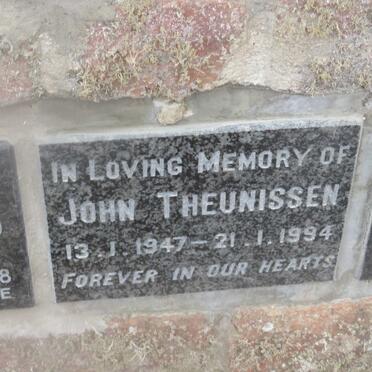 IN LOVING MEMORY OF
JOHN THEUNISSEN
13.1.1947 - 21.1.1994
FOREVER IN OUR HEARTS